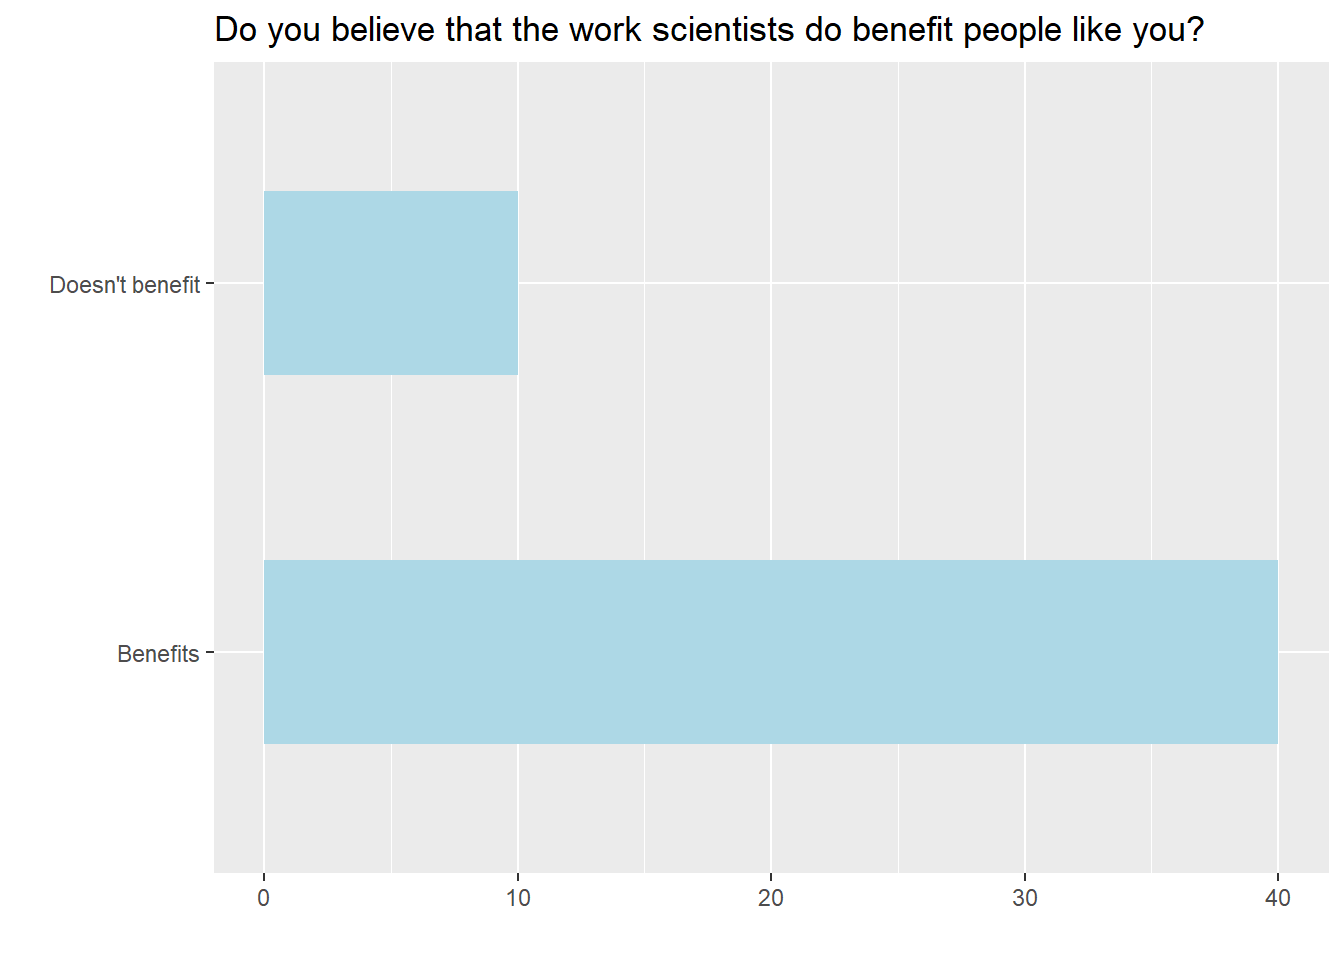 Do you believe that the work scientists do benefit people like you?
Doesn't benefit
Benefits
0 10 20 30 40